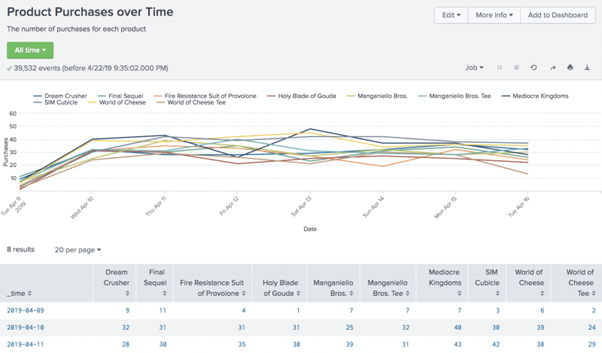 Product Purchases over Time
Edit
More Info
Add to Dashboard
The number of purchases for each product
All time
39,532 events (before 4/22/19 9:35:02.000 PM)
Job
Dream Crusher Final Sequel Fire Resistance Suit of Provolone Holy Blade of Gouda Manganiello Bros. Manganiello Bros. Tee Mediocre Kingdoms
SIM Cubicle World of Cheese World of Cheese Tee
60
50
40
30
20
10
Purchases
Tue Apr 9
2019
Wed Apr 10
Thu Apr 11
Fri Apr 12
Sat Apr 13
Sun Apr 14
Mon Apr 15
Tue Apr 16
Date
8 results
20 per page
_time Dream Crusher Final Sequel Fire Resistance Suit of Provolone Holy Blade of Gouda Manganiello Bros. Manganiello Bros. Tee Mediocre Kingdoms SIM Cubicle World of Cheese World of Cheese Tee
2019-04-09 9 11 4 1 7 7 7 3 6 2
2019-04-10 32 31 31 31 25 32 40 30 39 24
2019-04-11 28 30 35 30 39 31 43 42 38 29